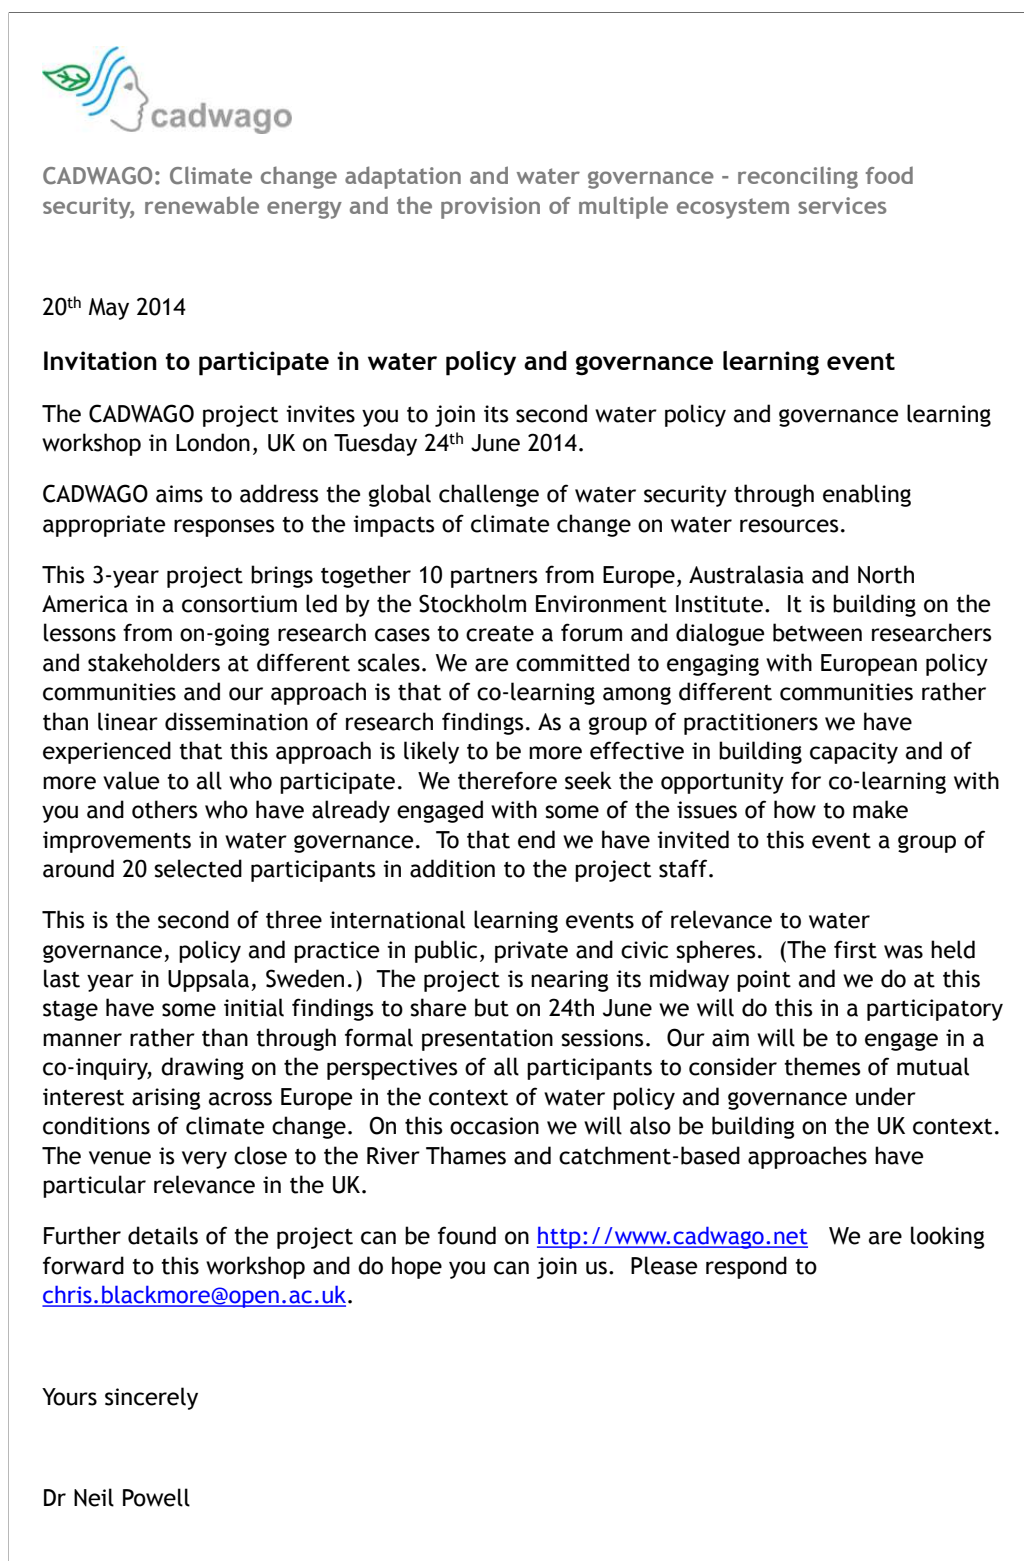 cadwago
CADWAGO: Climate change adaptation and water governance - reconciling food
security, renewable energy and the provision of multiple ecosystem services
20th May 2014
Invitation to participate in water policy and governance learning event
The CADWAGO project invites you to join its second water policy and governance learning
workshop in London, UK on Tuesday 24th June 2014.
CADWAGO aims to address the global challenge of water security through enabling
appropriate responses to the impacts of climate change on water resources.
This 3-year project brings together 10 partners from Europe, Australasia and North
America in a consortium led by the Stockholm Environment Institute.  It is building on the
lessons from on-going research cases to create a forum and dialogue between researchers
and stakeholders at different scales. We are committed to engaging with European policy
communities and our approach is that of co-learning among different communities rather
than linear dissemination of research findings. As a group of practitioners we have
experienced that this approach is likely to be more effective in building capacity and of
more value to all who participate.  We therefore seek the opportunity for co-learning with
you and others who have already engaged with some of the issues of how to make
improvements in water governance.  To that end we have invited to this event a group of
around 20 selected participants in addition to the project staff.
This is the second of three international learning events of relevance to water
governance, policy and practice in public, private and civic spheres.  (The first was held
last year in Uppsala, Sweden.)  The project is nearing its midway point and we do at this
stage have some initial findings to share but on 24th June we will do this in a participatory
manner rather than through formal presentation sessions.  Our aim will be to engage in a
co-inquiry, drawing on the perspectives of all participants to consider themes of mutual
interest arising across Europe in the context of water policy and governance under
conditions of climate change.  On this occasion we will also be building on the UK context.
The venue is very close to the River Thames and catchment-based approaches have
particular relevance in the UK.
Further details of the project can be found on http://www.cadwago.net   We are looking
forward to this workshop and do hope you can join us.  Please respond to
chris.blackmore@open.ac.uk.
Yours sincerely
Dr Neil Powell